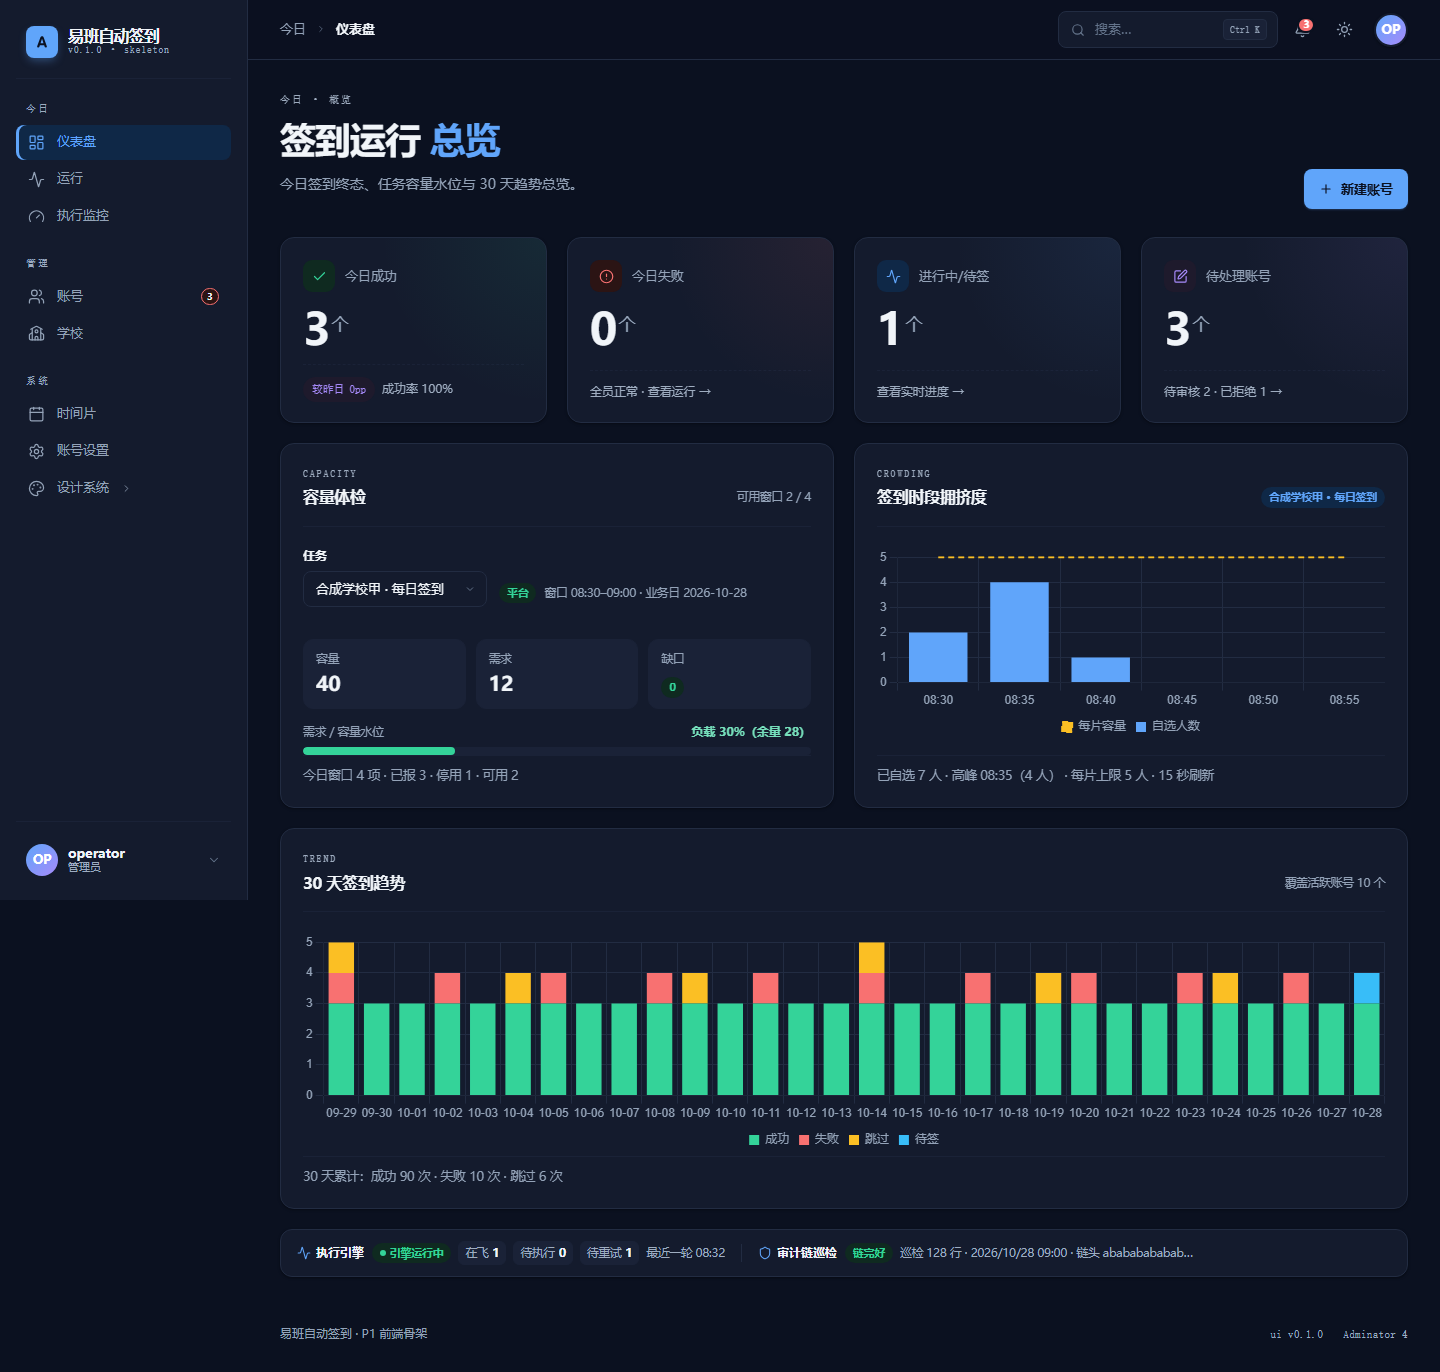 A
易班自动签到
v0.1.0 • skeleton
今日
仪表盘
运行
执行监控
管理
账号
3
学校
系统
时间片
账号设置
设计系统
OP
operator
管理员
今日 › 仪表盘
搜索...
Ctrl K
3
OP
今日 • 概览
签到运行 总览
今日签到终态、任务容量水位与 30 天趋势总览。
+ 新建账号
今日成功
3个
较昨日 0pp 成功率 100%
今日失败
0个
全员正常 · 查看运行 →
进行中/待签
1个
查看实时进度 →
待处理账号
3个
待审核 2 · 已拒绝 1 →
CAPACITY
容量体检
可用窗口 2 / 4
任务
合成学校甲 · 每日签到
平台 窗口 08:30–09:00 · 业务日 2026-10-28
容量
40
需求
12
缺口
0
需求 / 容量水位
负载 30%（余量 28）
今日窗口 4 项 · 已报 3 · 停用 1 · 可用 2
CROWDING
签到时段拥挤度
合成学校甲 • 每日签到
5
4
3
2
1
0
08:30 08:35 08:40 08:45 08:50 08:55
每片容量 自选人数
已自选 7 人 · 高峰 08:35（4 人） · 每片上限 5 人 · 15 秒刷新
TREND
30 天签到趋势
覆盖活跃账号 10 个
5
4
3
2
1
0
09-29 09-30 10-01 10-02 10-03 10-04 10-05 10-06 10-07 10-08 10-09 10-10 10-11 10-12 10-13 10-14 10-15 10-16 10-17 10-18 10-19 10-20 10-21 10-22 10-23 10-24 10-25 10-26 10-27 10-28
成功 失败 跳过 待签
30 天累计：成功 90 次 · 失败 10 次 · 跳过 6 次
执行引擎 引擎运行中 在飞 1 待执行 0 待重试 1 最近一轮 08:32
审计链巡检 链完好 巡检 128 行 · 2026/10/28 09:00 · 链头 abababababab…
易班自动签到 · P1 前端骨架
ui v0.1.0 Adminator 4